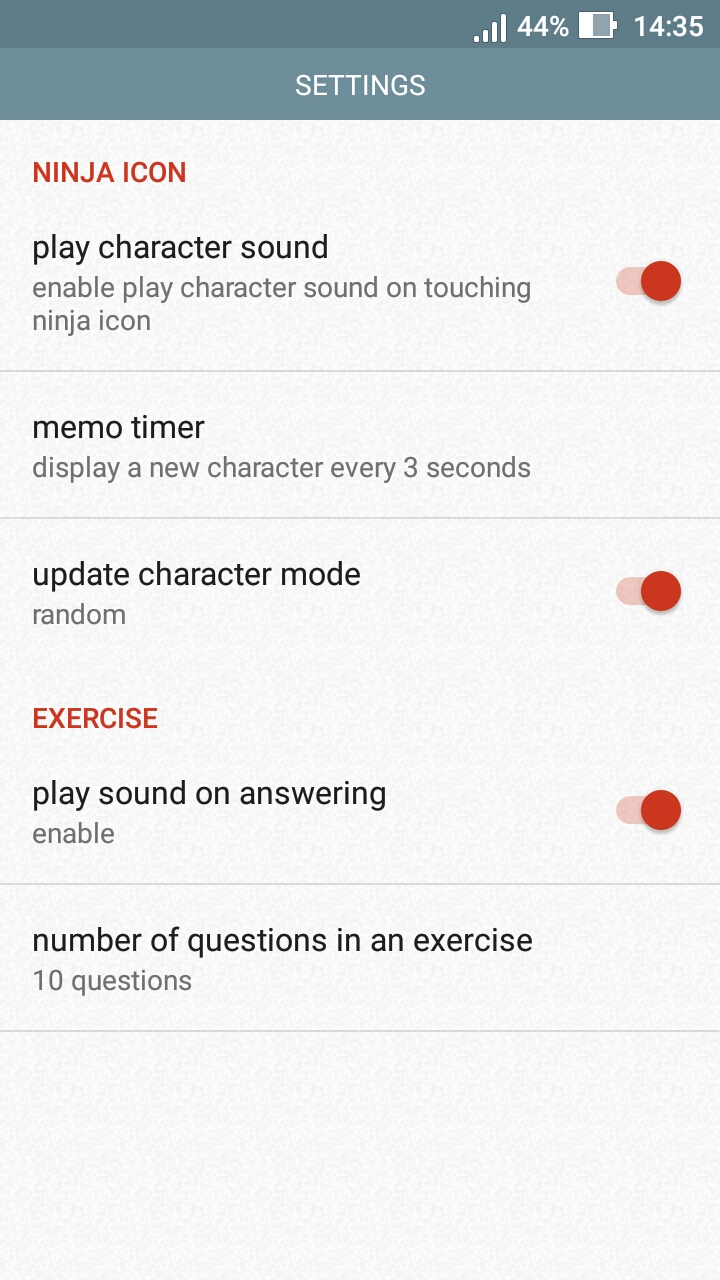 44% 14:35
SETTINGS
NINJA ICON
play character sound
enable play character sound on touching
ninja icon
memo timer
display a new character every 3 seconds
update character mode
random
EXERCISE
play sound on answering
enable
number of questions in an exercise
10 questions